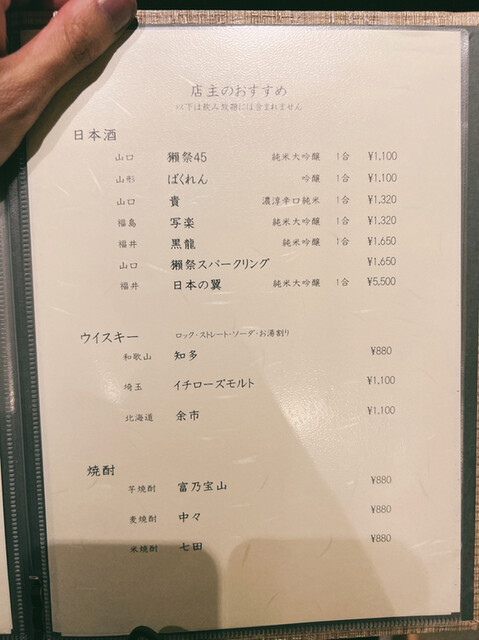 店主のおすすめ
以下は飲み放題には含まれません
日本酒
山口 獺祭45 純米大吟醸 1合 ¥1,100
山形 ばくれん 吟醸 1合 ¥1,100
山口 貴 濃淳辛口純米 1合 ¥1,320
福島 写楽 純米大吟醸 1合 ¥1,320
福井 黒龍 純米吟醸 1合 ¥1,650
山口 獺祭スパークリング ¥1,650
福井 日本の翼 純米大吟醸 1合 ¥5,500
ウイスキー ロック・ストレート・ソーダ・お湯割り
和歌山 知多 ¥880
埼玉 イチローズモルト ¥1,100
北海道 余市 ¥1,100
焼酎
芋焼酎 富乃宝山 ¥880
麦焼酎 中々 ¥880
米焼酎 七田 ¥880